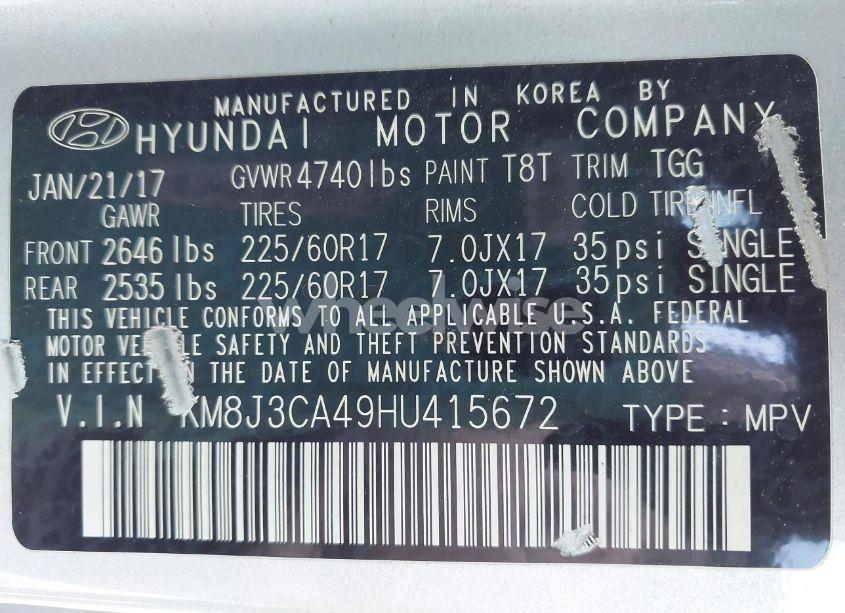 MANUFACTURED IN KOREA BY
HYUNDAI MOTOR COMPANY
JAN/21/17 GVWR 4740lbs PAINT T8T TRIM TGG
GAWR TIRES RIMS COLD TIRE INFL
FRONT 2646 lbs 225/60R17 7.0JX17 35psi SINGLE
REAR 2535 lbs 225/60R17 7.0JX17 35psi SINGLE
THIS VEHICLE CONFORMS TO ALL APPLICABLE U.S.A. FEDERAL
MOTOR VEHICLE SAFETY AND THEFT PREVENTION STANDARDS
IN EFFECT ON THE DATE OF MANUFACTURE SHOWN ABOVE
V.I.N KM8J3CA49HU415672 TYPE : MPV